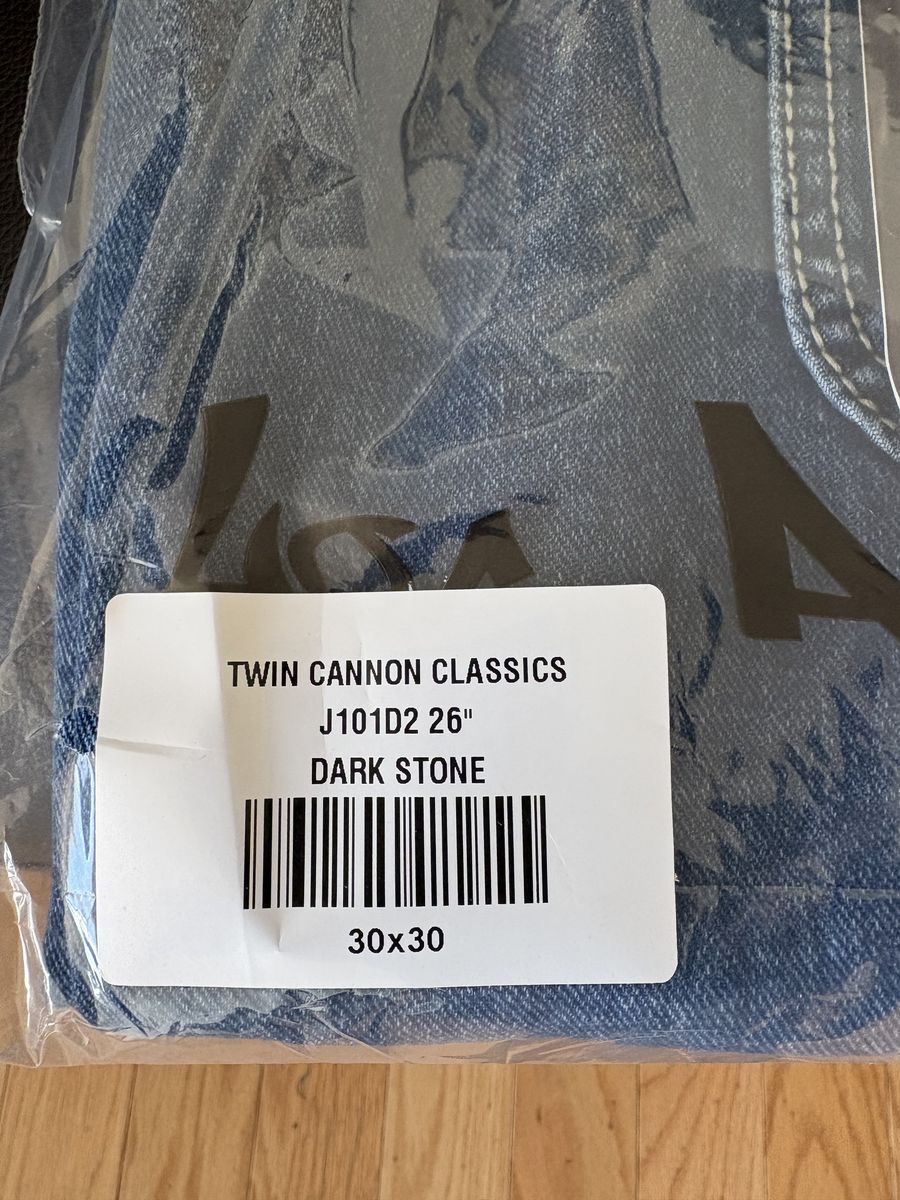 TWIN CANNON CLASSICS
J101D2 26"
DARK STONE
30x30